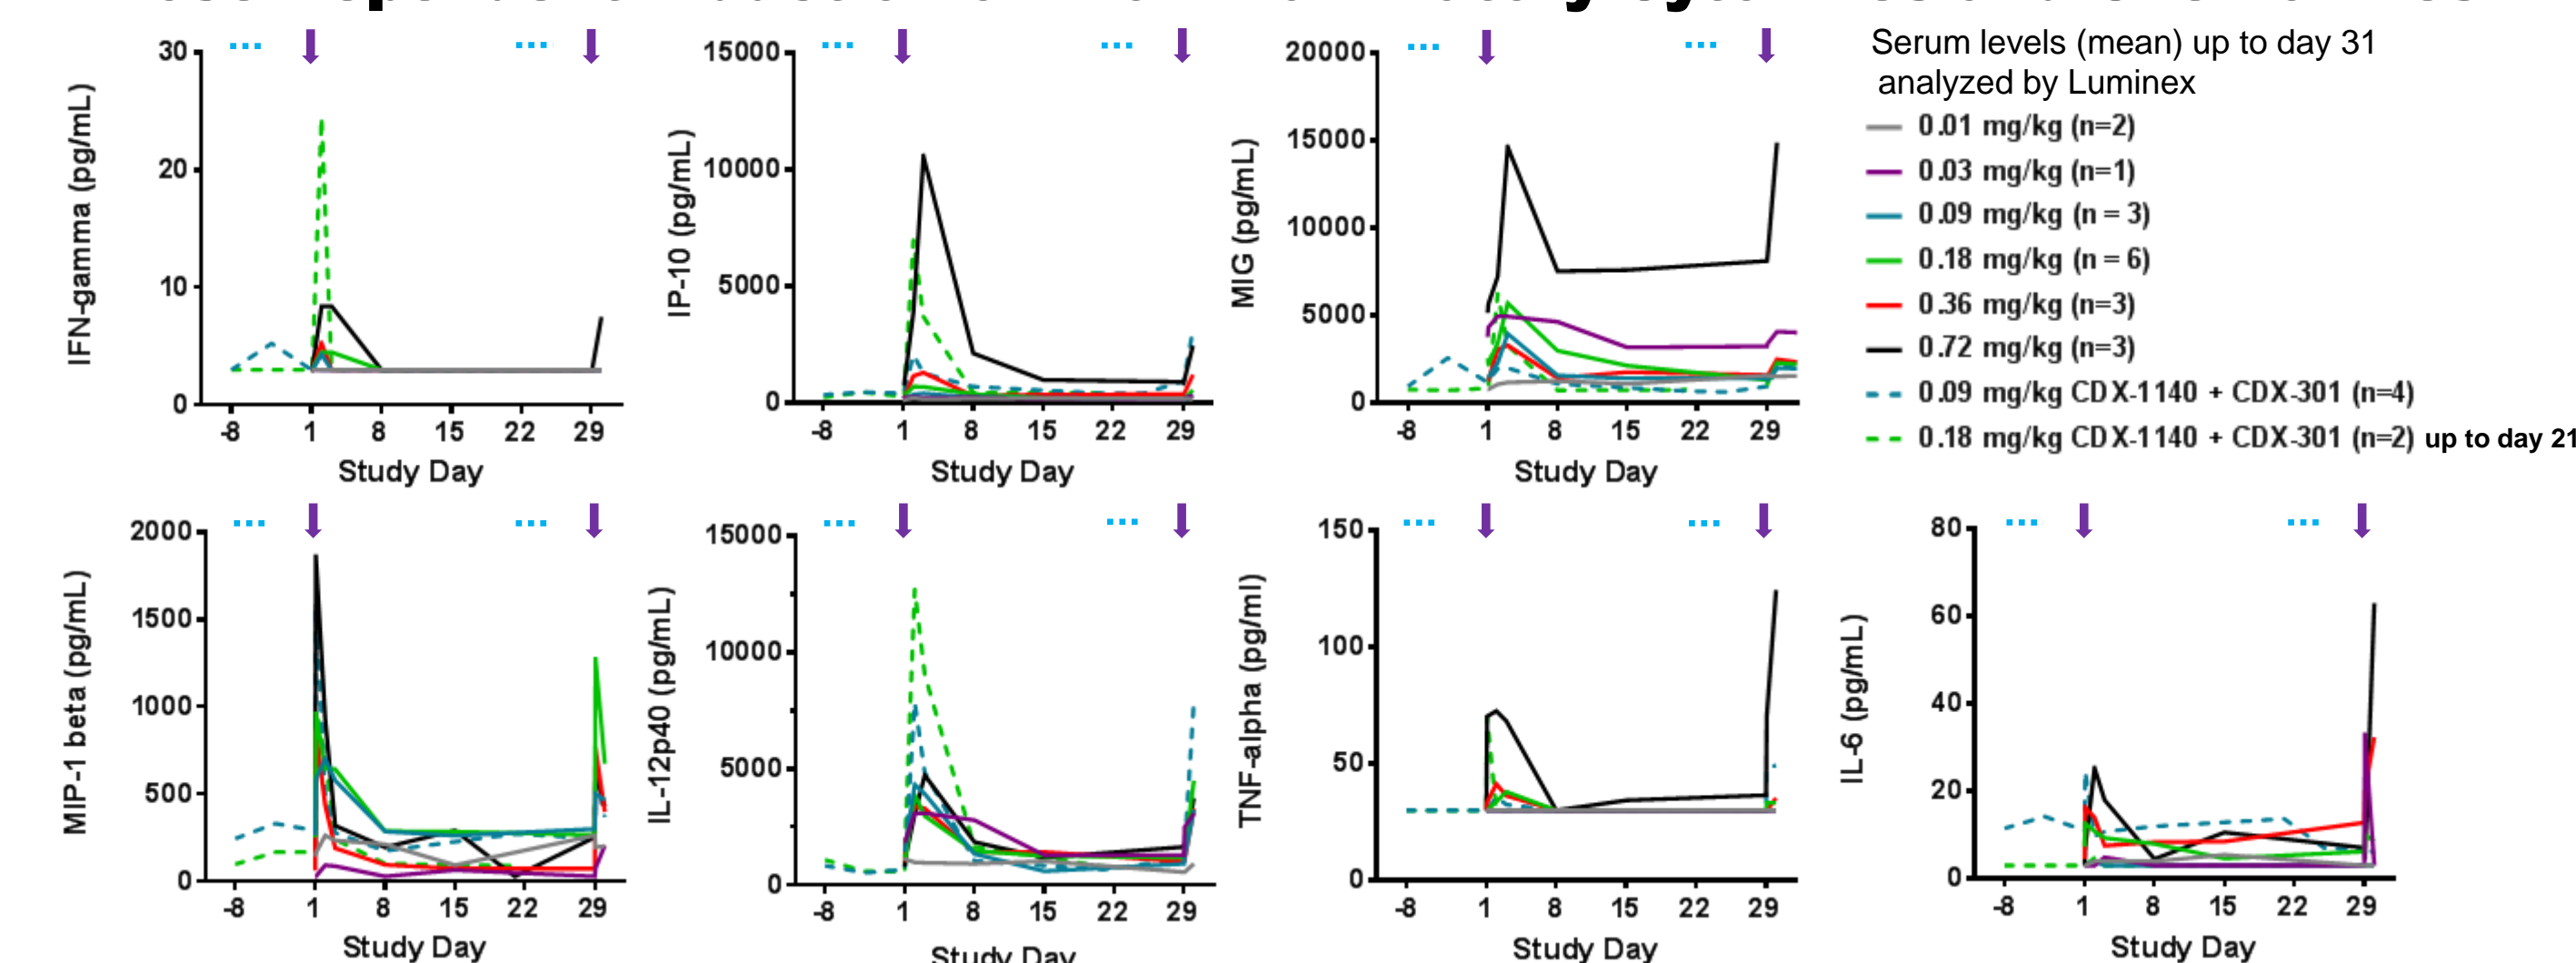 Serum levels (mean) up to day 31
analyzed by Luminex
0.01 mg/kg (n=2)
0.03 mg/kg (n=1)
0.09 mg/kg (n = 3)
0.18 mg/kg (n = 6)
0.36 mg/kg (n=3)
0.72 mg/kg (n=3)
0.09 mg/kg CDX-1140 + CDX-301 (n=4)
0.18 mg/kg CDX-1140 + CDX-301 (n=2) up to day 21
IFN-gamma (pg/mL)
30
20
10
0
-8 1 8 15 22 29
Study Day
IP-10 (pg/mL)
15000
10000
5000
0
-8 1 8 15 22 29
Study Day
MIG (pg/mL)
20000
15000
10000
5000
0
-8 1 8 15 22 29
Study Day
MIP-1 beta (pg/mL)
2000
1500
1000
500
0
-8 1 8 15 22 29
Study Day
IL-12p40 (pg/mL)
15000
10000
5000
0
-8 1 8 15 22 29
Study Day
TNF-alpha (pg/ml)
150
100
50
0
-8 1 8 15 22 29
Study Day
IL-6 (pg/mL)
80
60
40
20
0
-8 1 8 15 22 29
Study Day